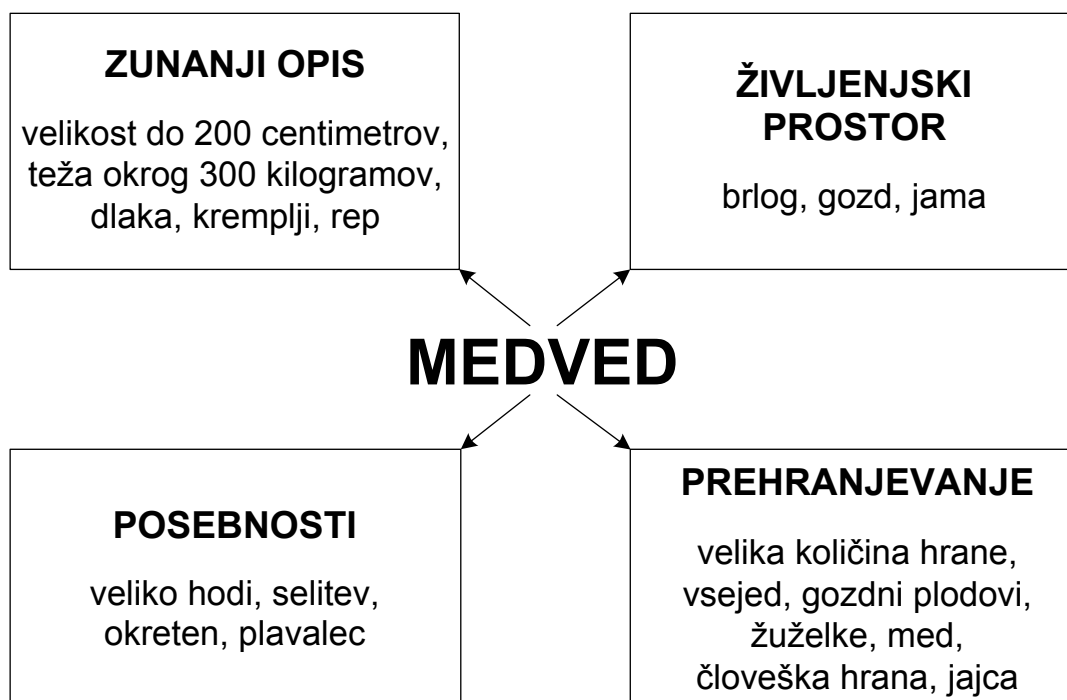 ZUNANJI OPIS
velikost do 200 centimetrov,
teža okrog 300 kilogramov,
dlaka, kremplji, rep
ŽIVLJENJSKI
PROSTOR
brlog, gozd, jama
MEDVED
POSEBNOSTI
veliko hodi, selitev,
okreten, plavalec
PREHRANJEVANJE
velika količina hrane,
vsejed, gozdni plodovi,
žuželke, med,
človeška hrana, jajca